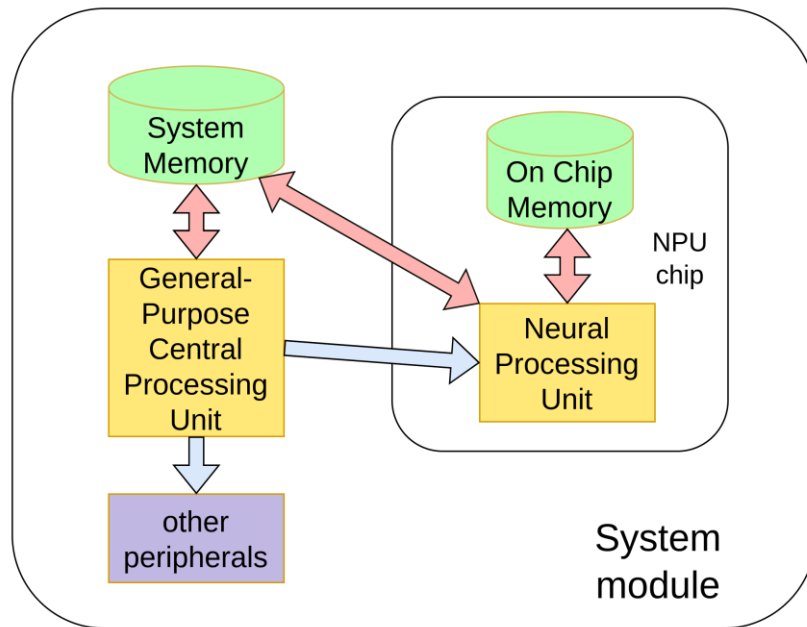 System
Memory
On Chip
Memory
NPU
chip
General-
Purpose
Central
Processing
Unit
Neural
Processing
Unit
other
peripherals
System
module